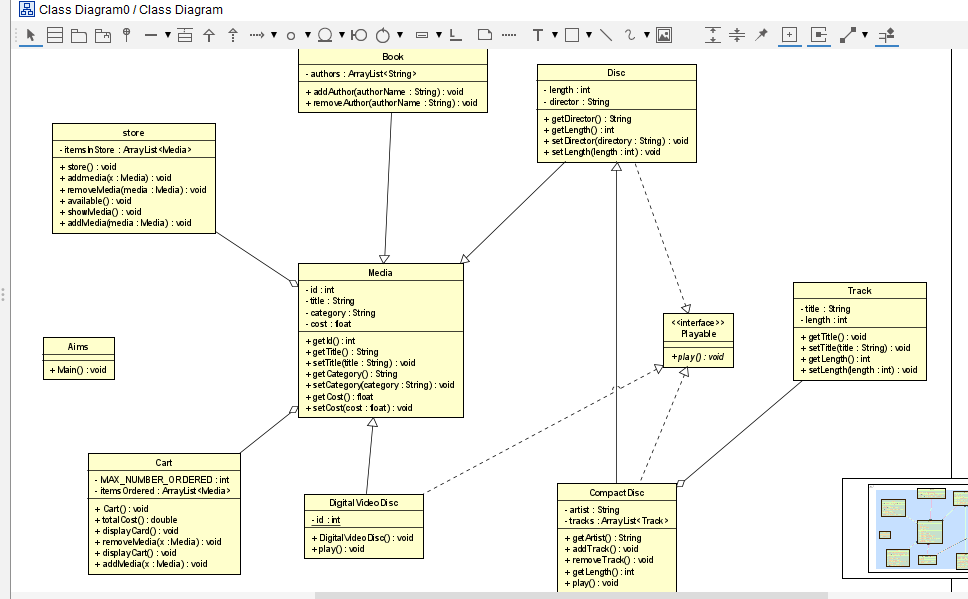 Class Diagram0 / Class Diagram
Book
- authors : ArrayList<String>
+ addAuthor(authorName : String) : void
+ removeAuthor(authorName : String) : void
Disc
- length : int
- director : String
+ getDirector() : String
+ getLength() : int
+ setDirector(directory : String) : void
+ setLength(length : int) : void
store
- itemsInStore : ArrayList<Media>
+ store() : void
+ addmedia(x : Media) : void
+ removeMedia(media : Media) : void
+ available() : void
+ showMedia() : void
+ addMedia(media : Media) : void
Media
- id : int
- title : String
- category : String
- cost : float
+ getId() : int
+ getTitle() : String
+ setTitle(title : String) : void
+ getCategory() : String
+ setCategory(category : String) : void
+ getCost() : float
+ setCost(cost : float) : void
Track
- title : String
- length : int
+ getTitle() : void
+ setTitle(title : String) : void
+ getLength() : int
+ setLength(length : int) : void
<<interface>>
Playable
+ play() : void
Aims
+ Main() : void
Cart
- MAX_NUMBER_ORDERED : int
- itemsOrdered : ArrayList<Media>
+ Cart() : void
+ totalCost() : double
+ displayCard() : void
+ removeMedia(x : Media) : void
+ displayCart() : void
+ addMedia(x : Media) : void
DigitalVideoDisc
- id : int
+ DigitalVideoDisc() : void
+ play() : void
CompactDisc
- artist : String
- tracks : ArrayList<Track>
+ getArtist() : String
+ addTrack() : void
+ removeTrack() : void
+ getLength() : int
+ play() : void